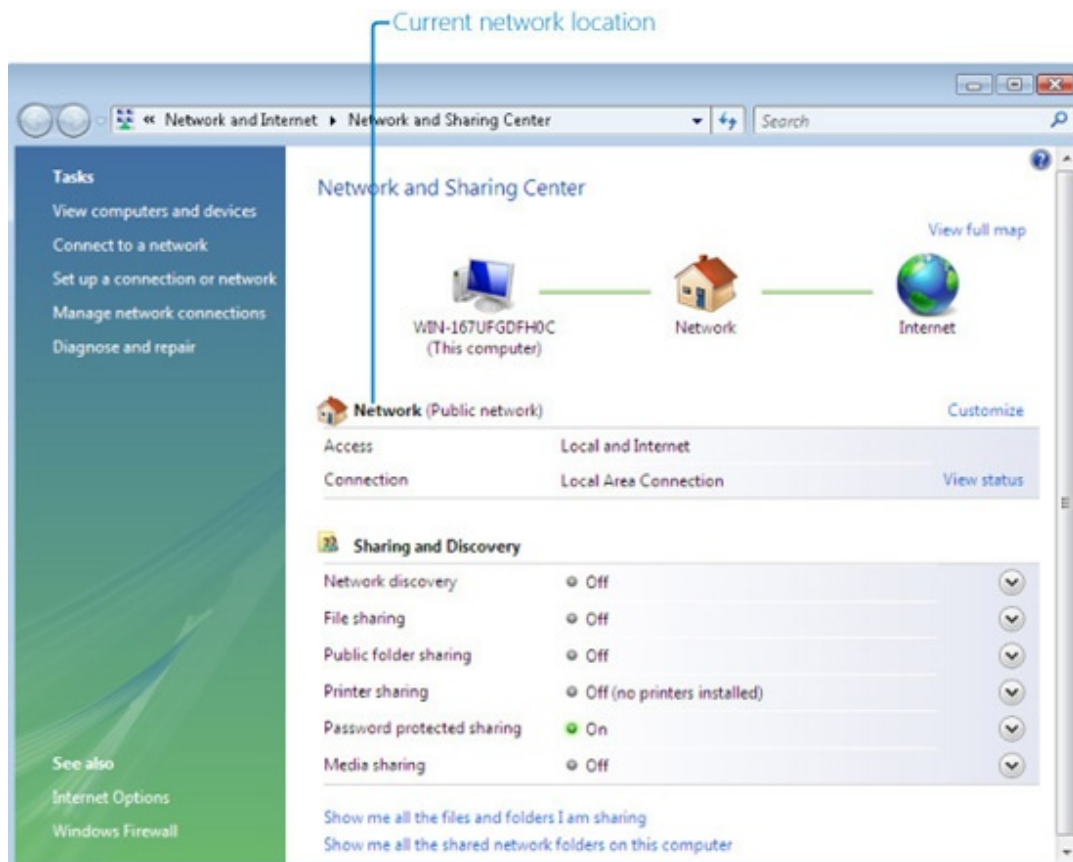 Current network location
« Network and Internet ▸ Network and Sharing Center
Search
Tasks
View computers and devices
Connect to a network
Set up a connection or network
Manage network connections
Diagnose and repair
See also
Internet Options
Windows Firewall
Network and Sharing Center
View full map
WIN-167UFGDFH0C
(This computer)
Network
Internet
Network (Public network)
Customize
Access Local and Internet
Connection Local Area Connection View status
Sharing and Discovery
Network discovery Off
File sharing Off
Public folder sharing Off
Printer sharing Off (no printers installed)
Password protected sharing On
Media sharing Off
Show me all the files and folders I am sharing
Show me all the shared network folders on this computer